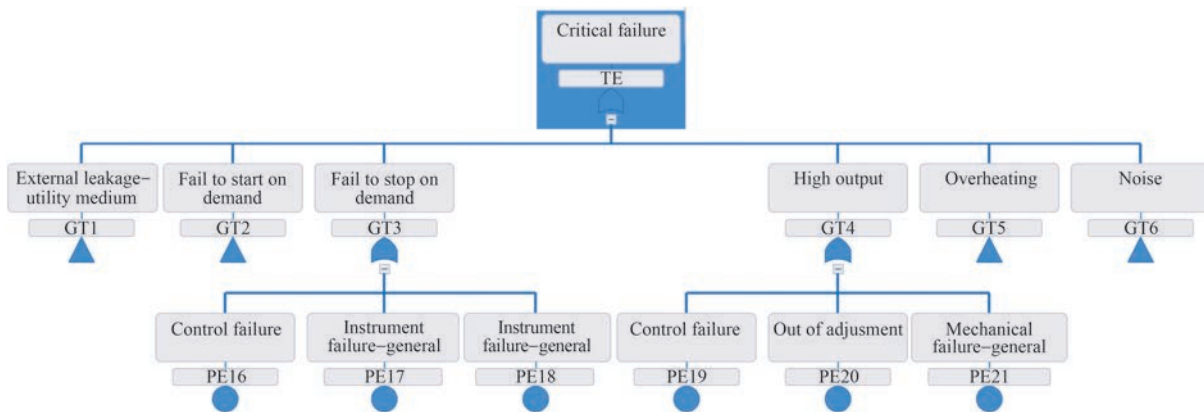 Critical failure
TE
External leakage–
utility medium
GT1
Fail to start on
demand
GT2
Fail to stop on
demand
GT3
High output
GT4
Overheating
GT5
Noise
GT6
Control failure
PE16
Instrument
failure–general
PE17
Instrument
failure–general
PE18
Control failure
PE19
Out of adjusment
PE20
Mechanical
failure–general
PE21